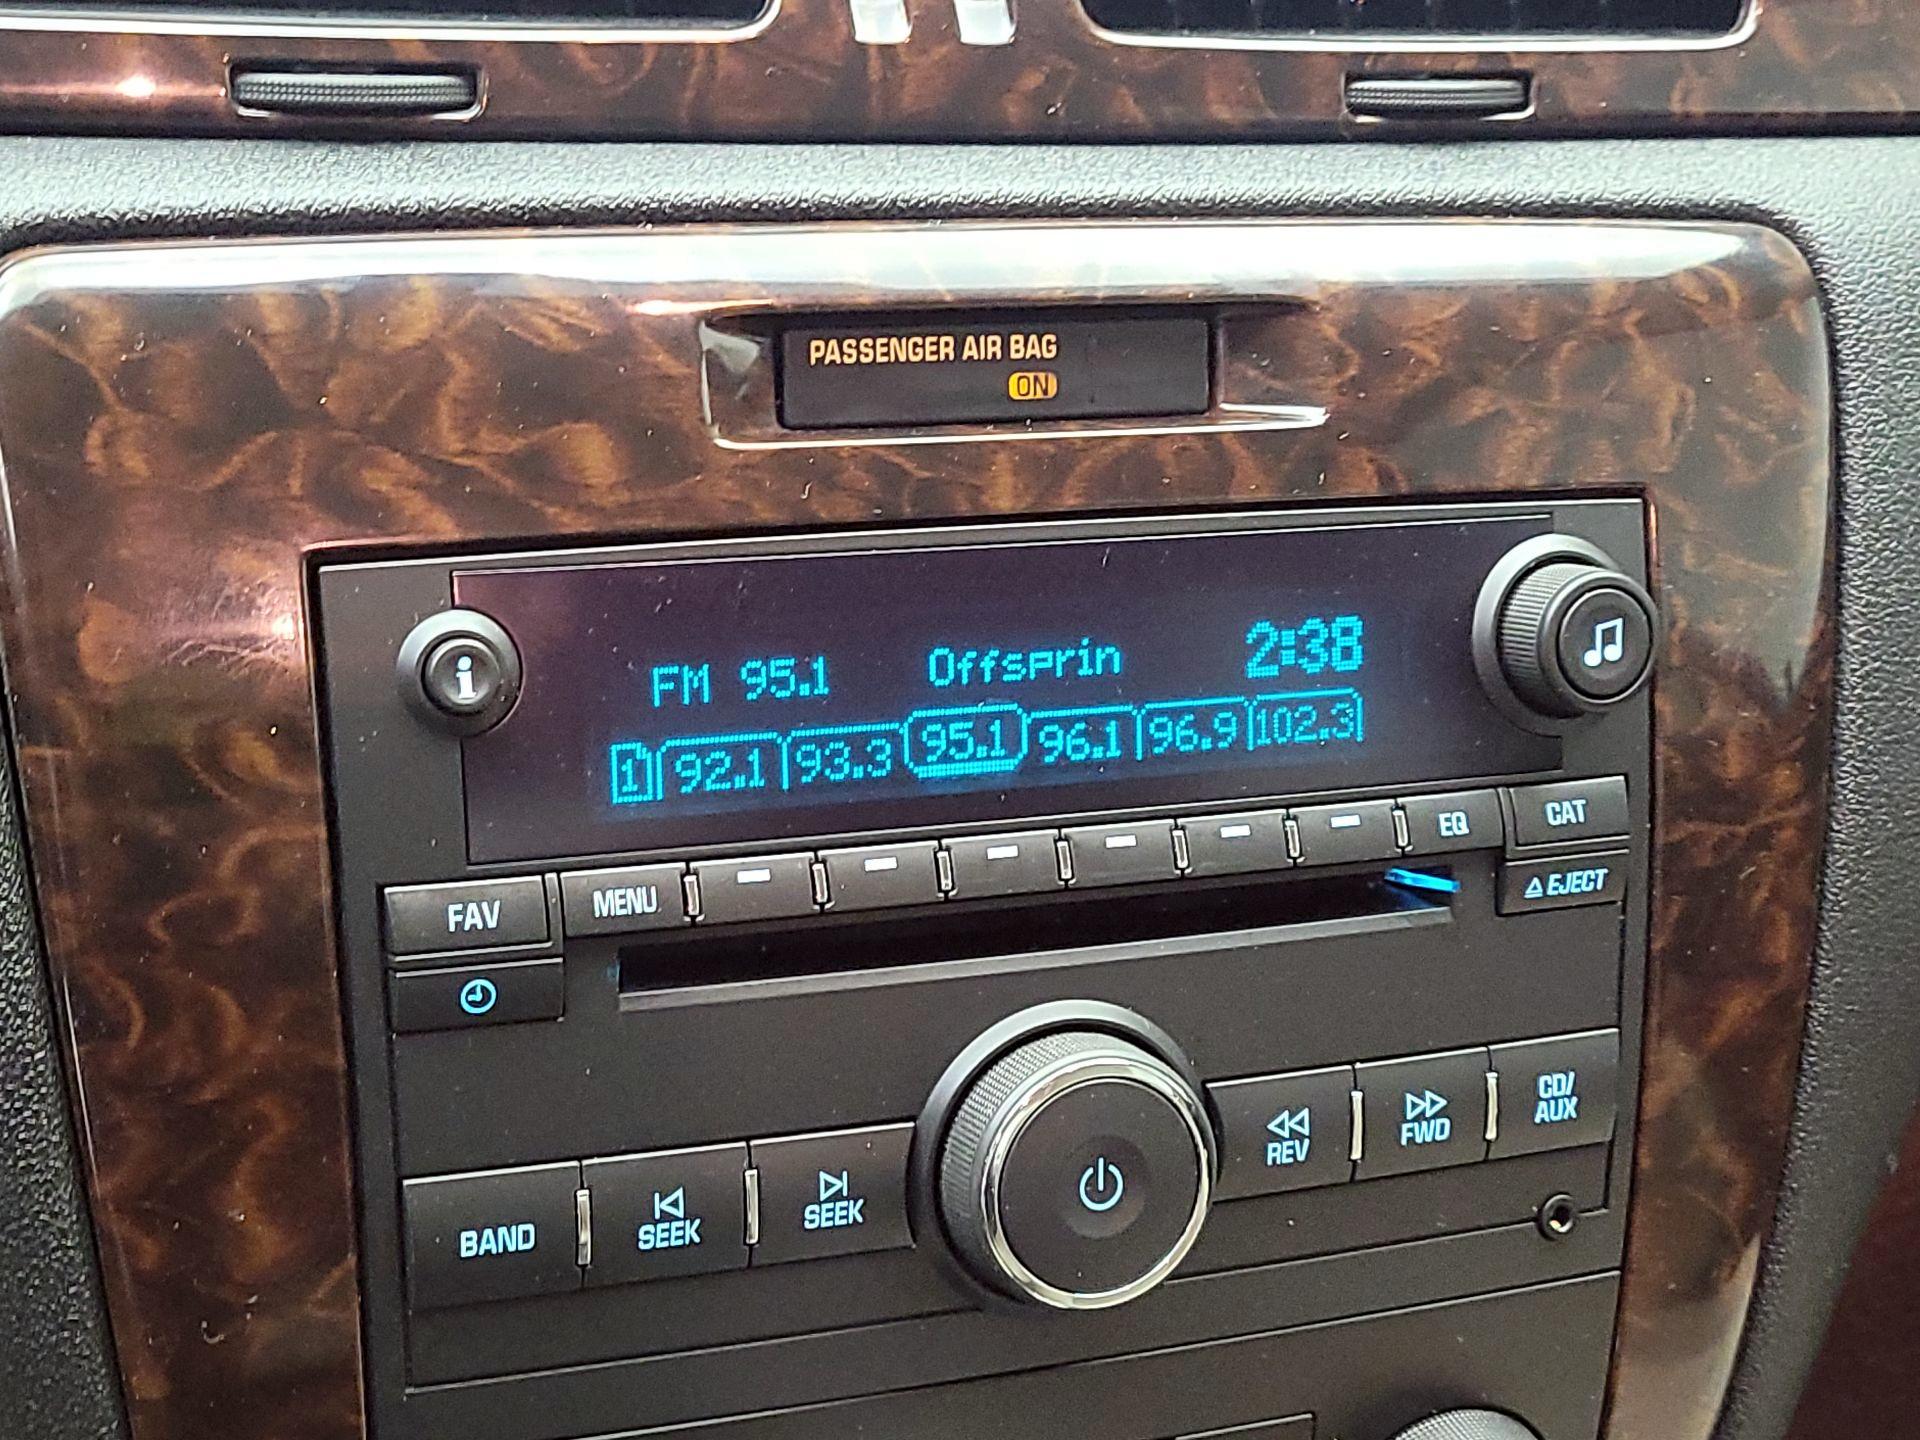 PASSENGER AIR BAG
ON
i
FM 95.1 Offsprin 2:38
1 92.1 93.3 95.1 96.1 96.9 102.3
EQ CAT
FAV MENU EJECT
REV FWD CD/
AUX
BAND SEEK SEEK